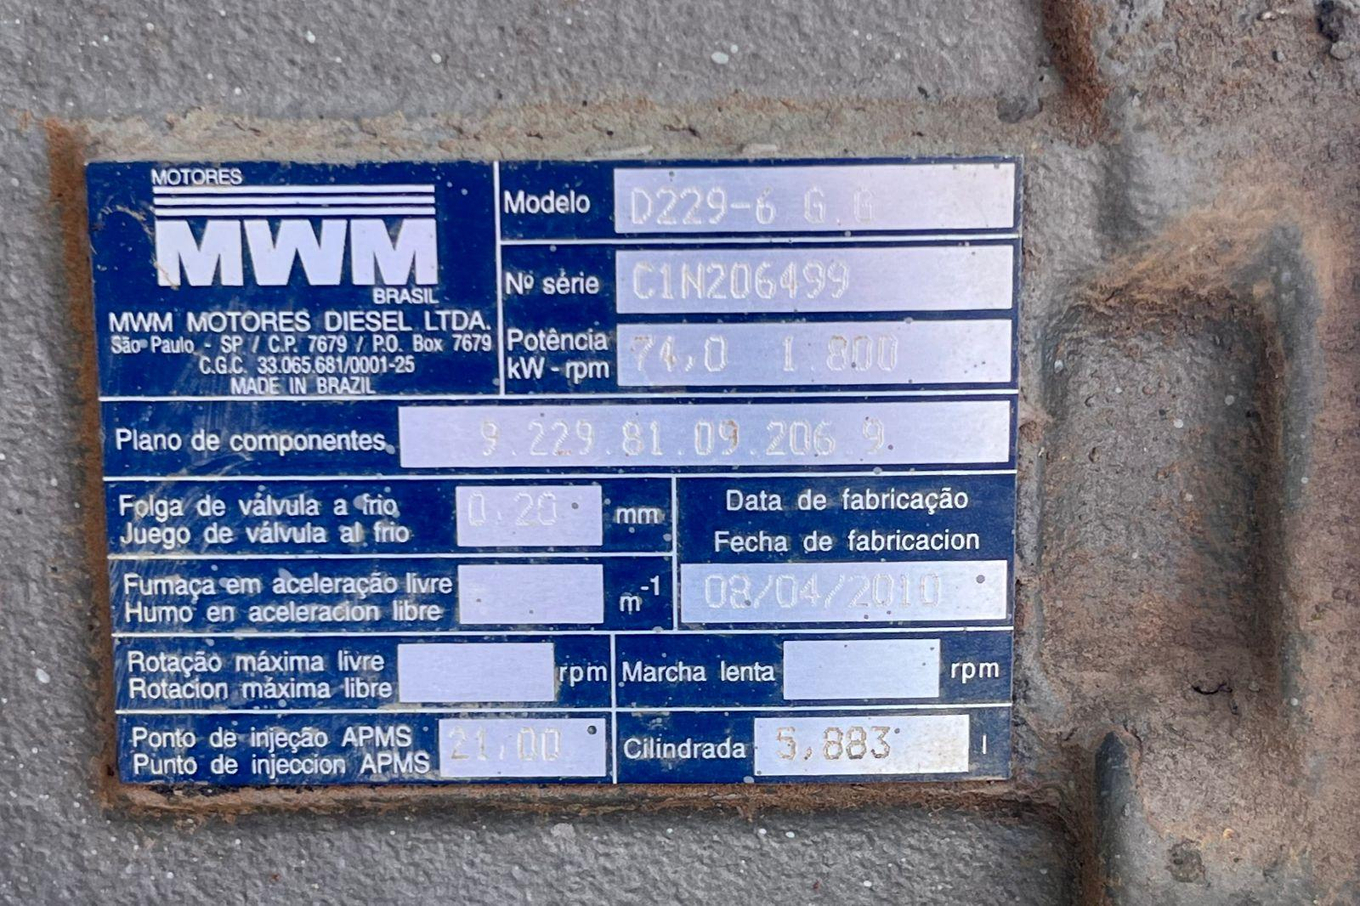 MOTORES
MWM
BRASIL
MWM MOTORES DIESEL LTDA.
São Paulo - SP / C.P. 7679 / P.O. Box 7679
C.G.C. 33.065.681/0001-25
MADE IN BRAZIL
Modelo D229-6 G.G
Nº série C1N206499
Potência
kW - rpm 74,0 1.800
Plano de componentes 9.229.81.09.206.9
Folga de válvula a frio
Juego de válvula al frio
0,20 mm
Data de fabricação
Fecha de fabricacion
08/04/2010
Fumaça em aceleração livre
Humo en aceleracion libre
m-1
Rotação máxima livre
Rotacion máxima libre
rpm
Marcha lenta rpm
Ponto de injeção APMS
Punto de injeccion APMS
21,00
Cilindrada 5,883 l